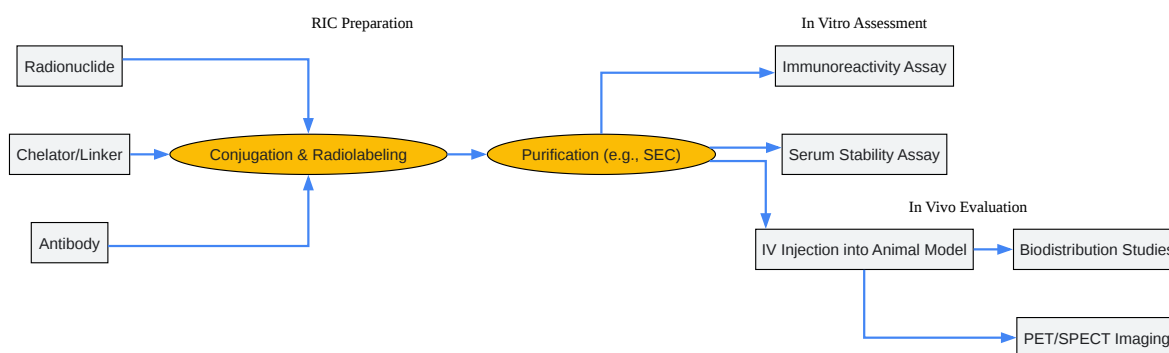 RIC Preparation
In Vitro Assessment
Radionuclide
Immunoreactivity Assay
Chelator/Linker
Conjugation & Radiolabeling
Purification (e.g., SEC)
Serum Stability Assay
In Vivo Evaluation
Antibody
IV Injection into Animal Model
Biodistribution Studies
PET/SPECT Imaging